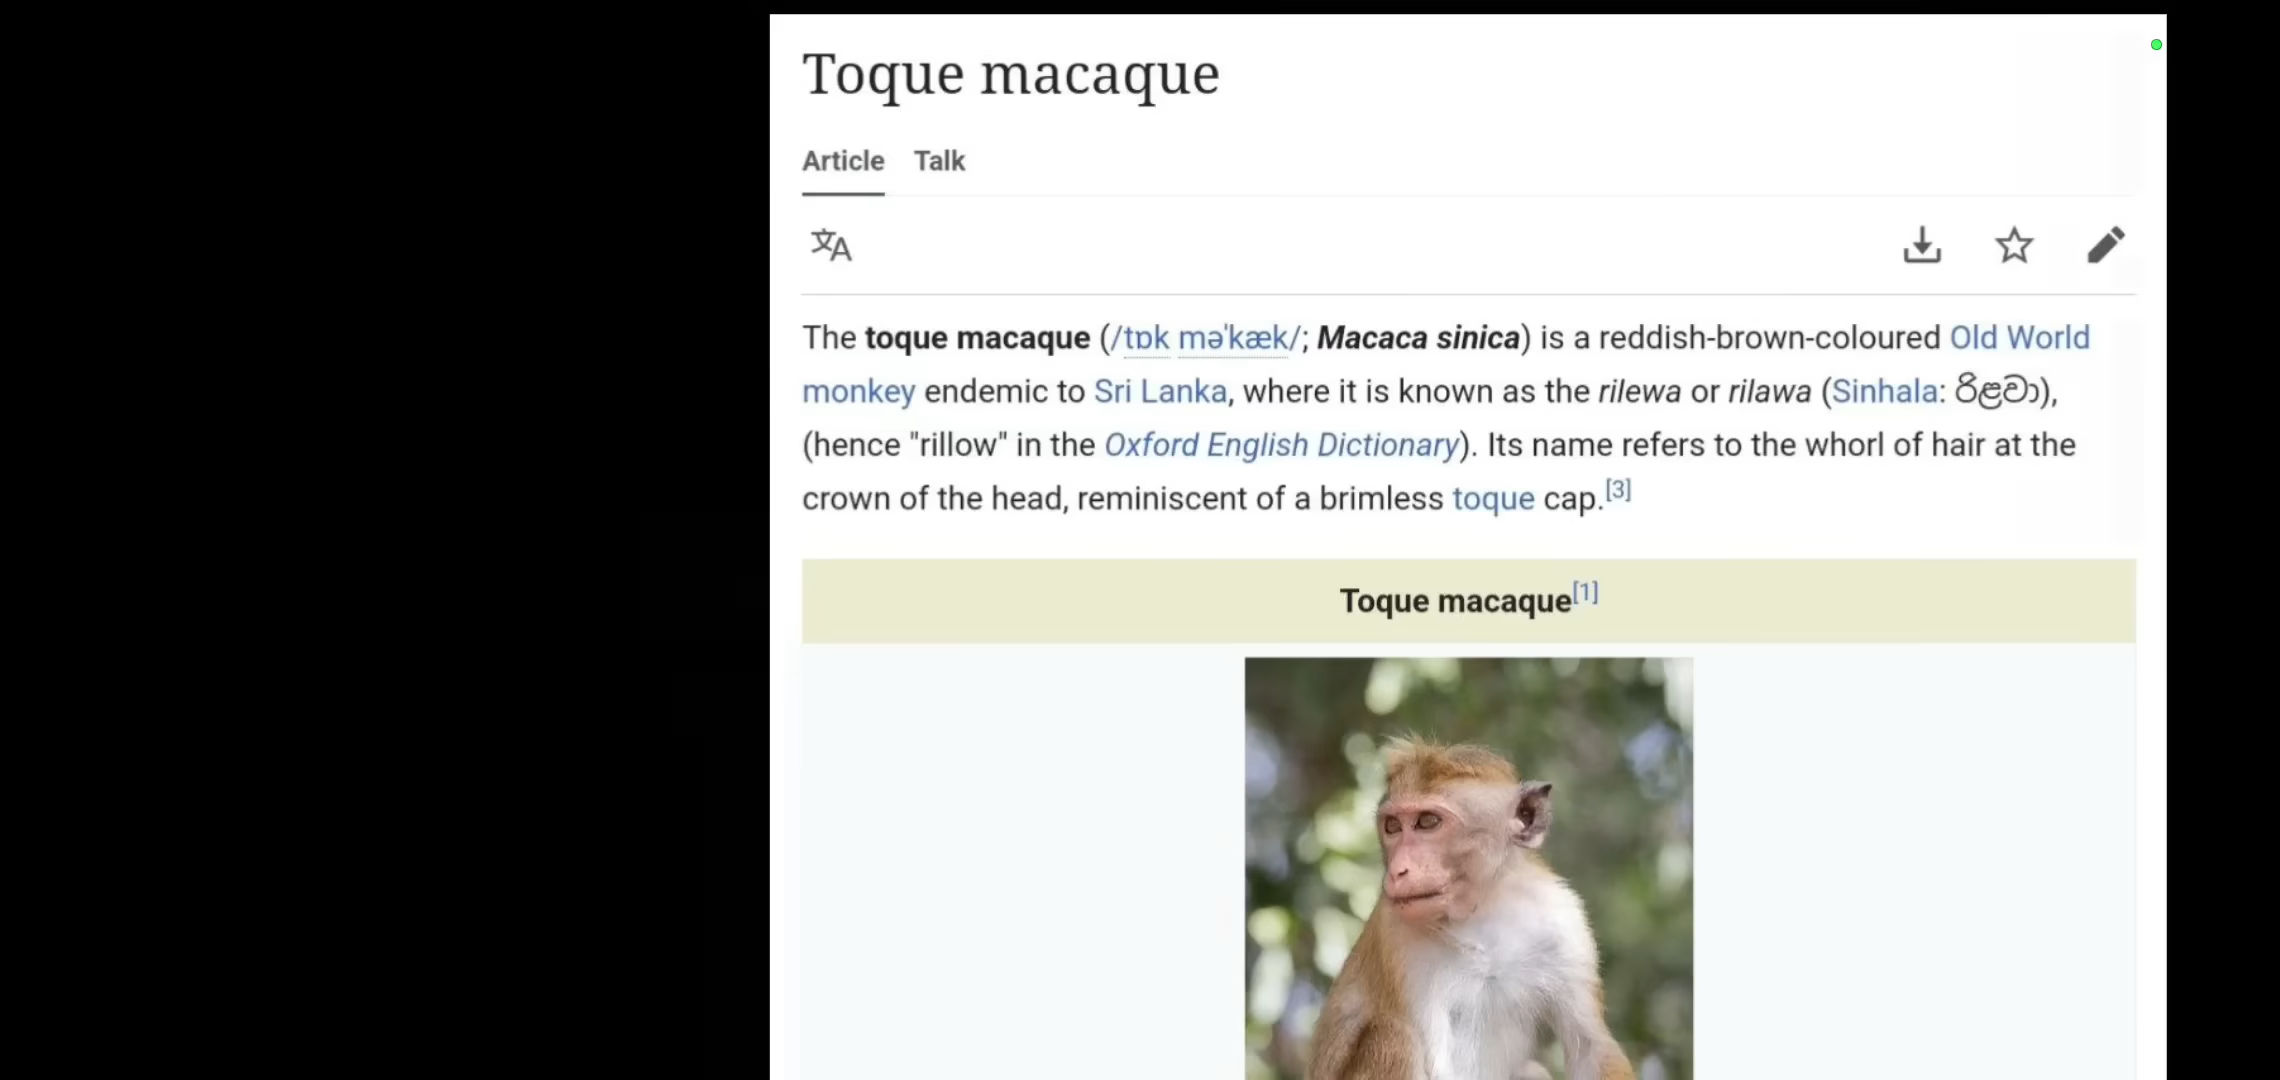 Toque macaque
Article Talk
The toque macaque (/tɒk məˈkæk/; Macaca sinica) is a reddish-brown-coloured Old World
monkey endemic to Sri Lanka, where it is known as the rilewa or rilawa (Sinhala: රිළවා),
(hence "rillow" in the Oxford English Dictionary). Its name refers to the whorl of hair at the
crown of the head, reminiscent of a brimless toque cap.[3]
Toque macaque[1]